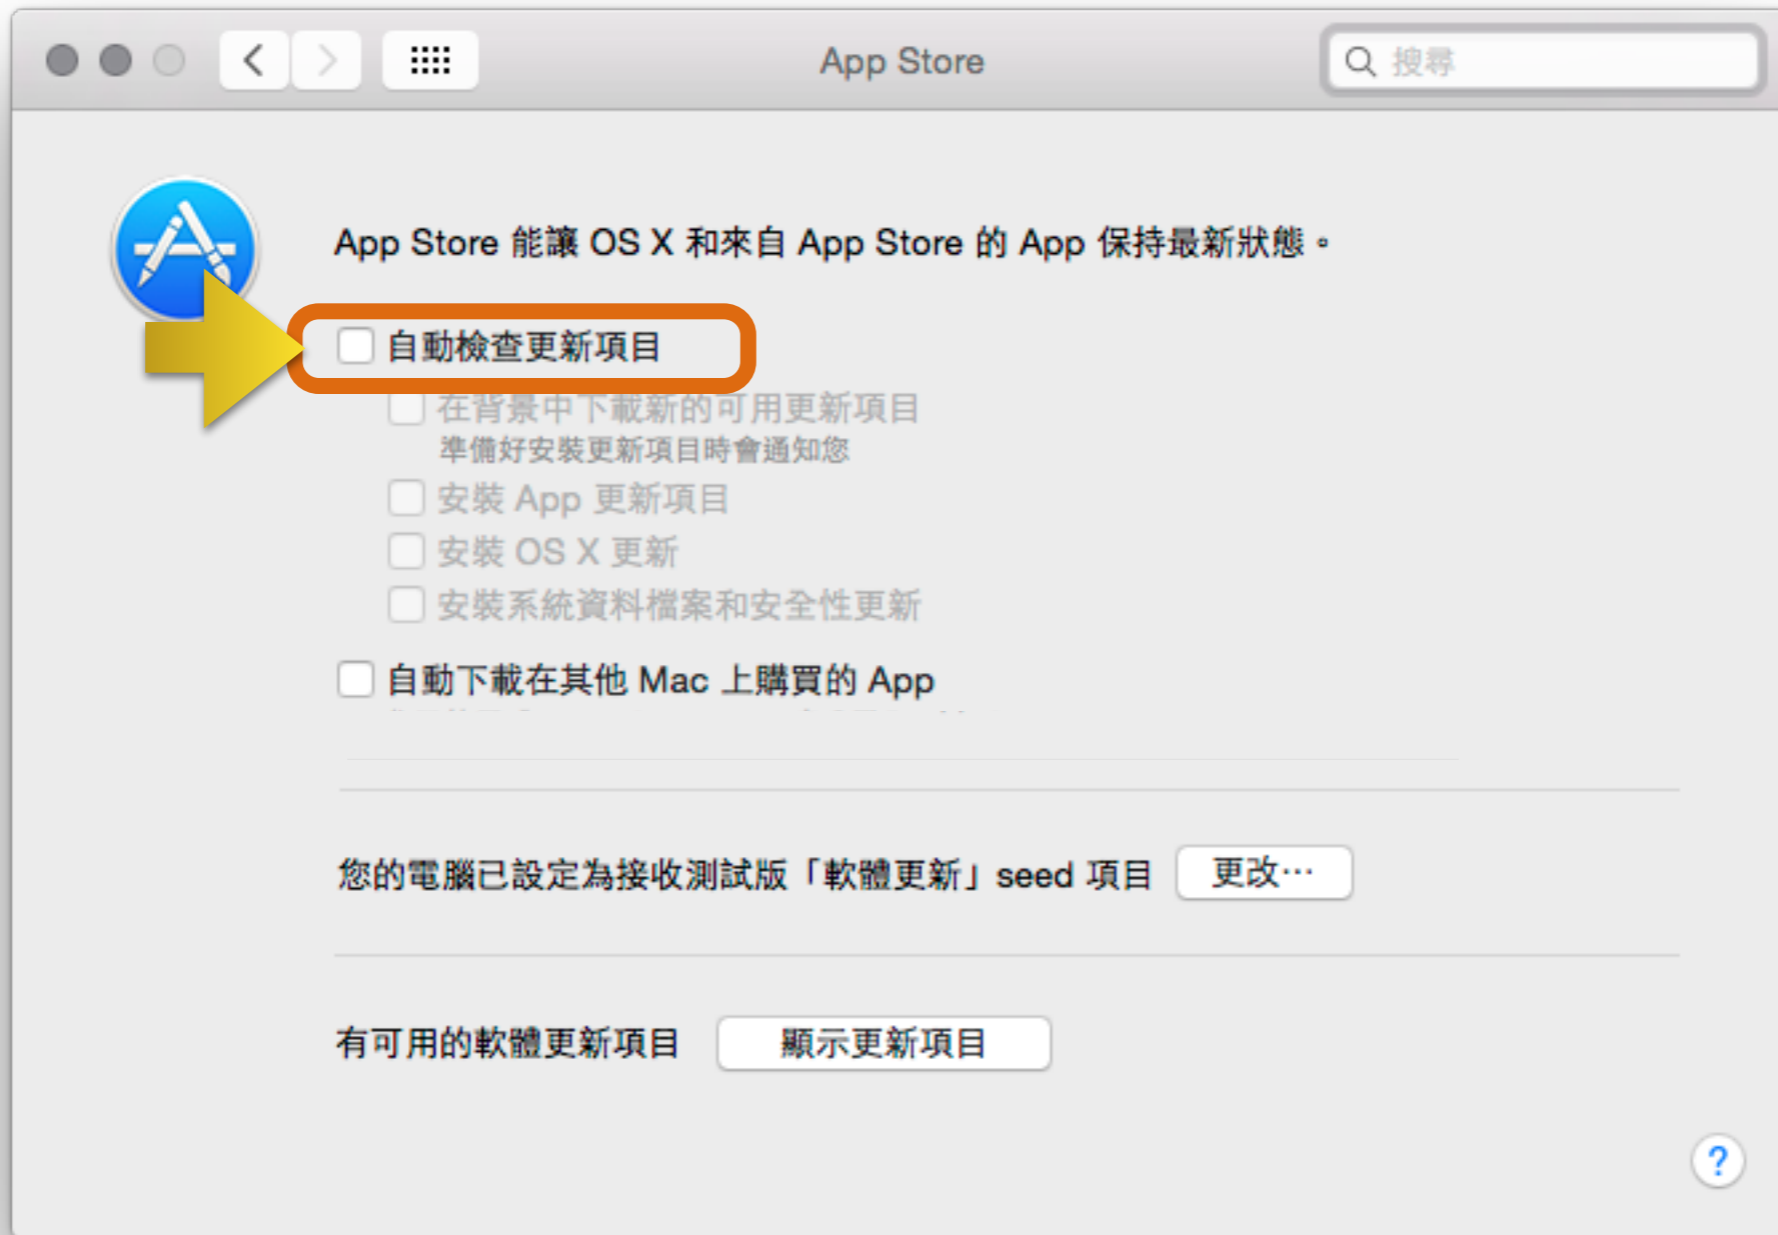 App Store
搜尋
App Store 能讓 OS X 和來自 App Store 的 App 保持最新狀態。
自動檢查更新項目
在背景中下載新的可用更新項目
準備好安裝更新項目時會通知您
安裝 App 更新項目
安裝 OS X 更新
安裝系統資料檔案和安全性更新
自動下載在其他 Mac 上購買的 App
您的電腦已設定為接收測試版「軟體更新」seed 項目 更改⋯
有可用的軟體更新項目 顯示更新項目
?